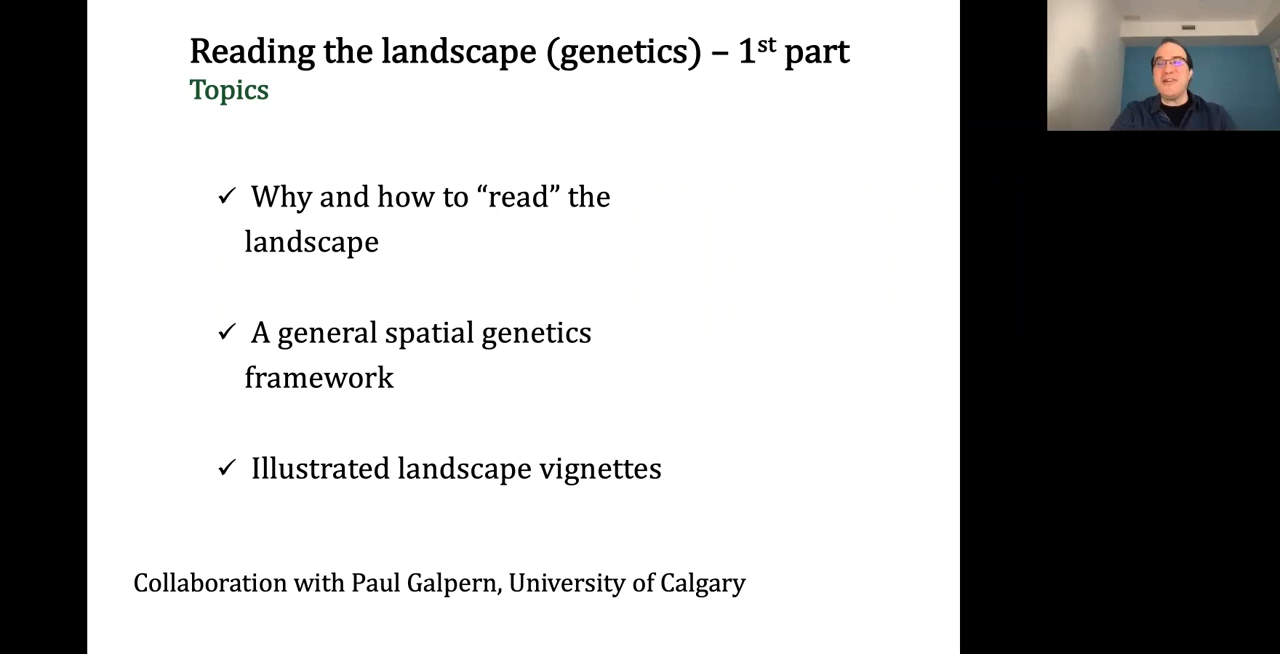 Reading the landscape (genetics) – 1st part
Topics
✓ Why and how to “read” the
landscape
✓ A general spatial genetics
framework
✓ Illustrated landscape vignettes
Collaboration with Paul Galpern, University of Calgary